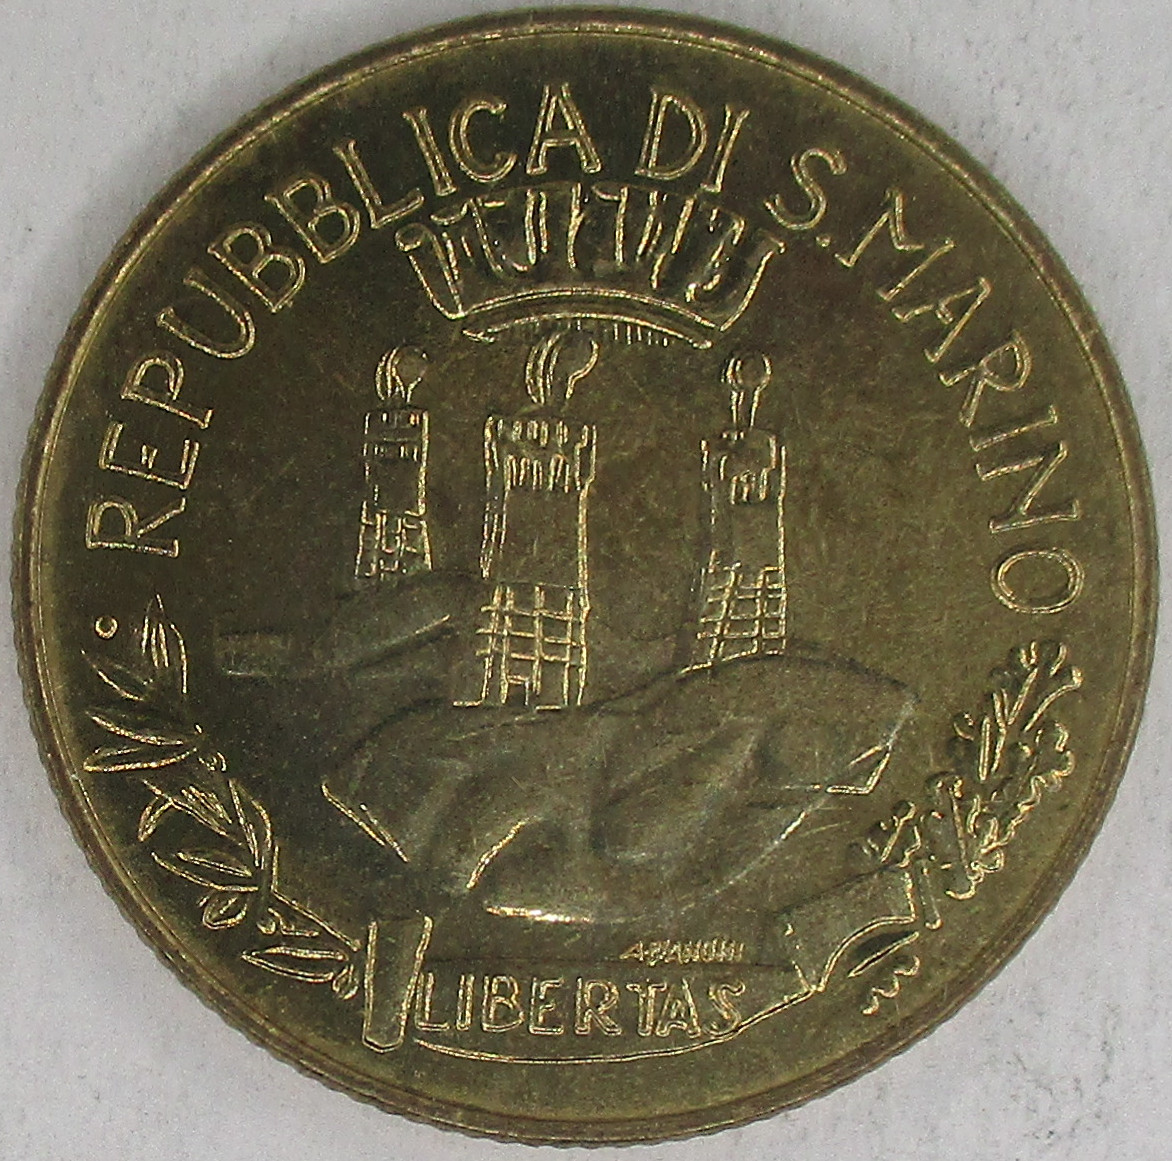 REPUBBLICA DI S. MARINO
LIBERTAS